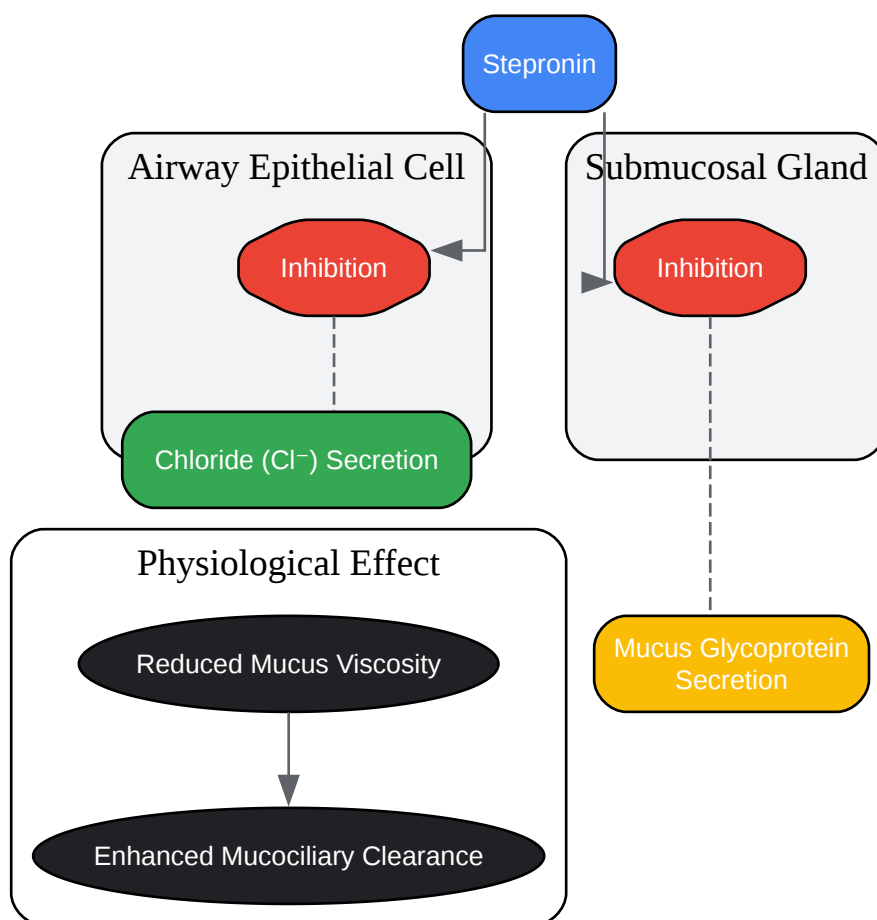 Stepronin
Airway Epithelial Cell
Submucosal Gland
Inhibition
Inhibition
Chloride (Cl⁻) Secretion
Physiological Effect
Reduced Mucus Viscosity
Mucus Glycoprotein
Secretion
Enhanced Mucociliary Clearance